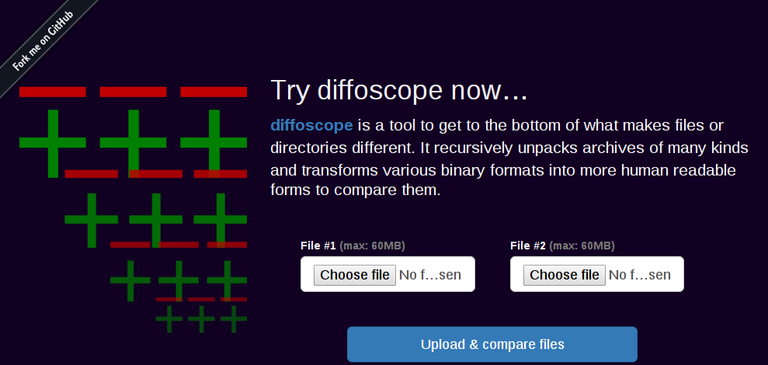 Fork me on GitHub
Try diffoscope now...
diffoscope is a tool to get to the bottom of what makes files or
directories different. It recursively unpacks archives of many kinds
and transforms various binary formats into more human readable
forms to compare them.
File #1 (max: 60MB) File #2 (max: 60MB)
Choose file No f...sen Choose file No f...sen
Upload & compare files